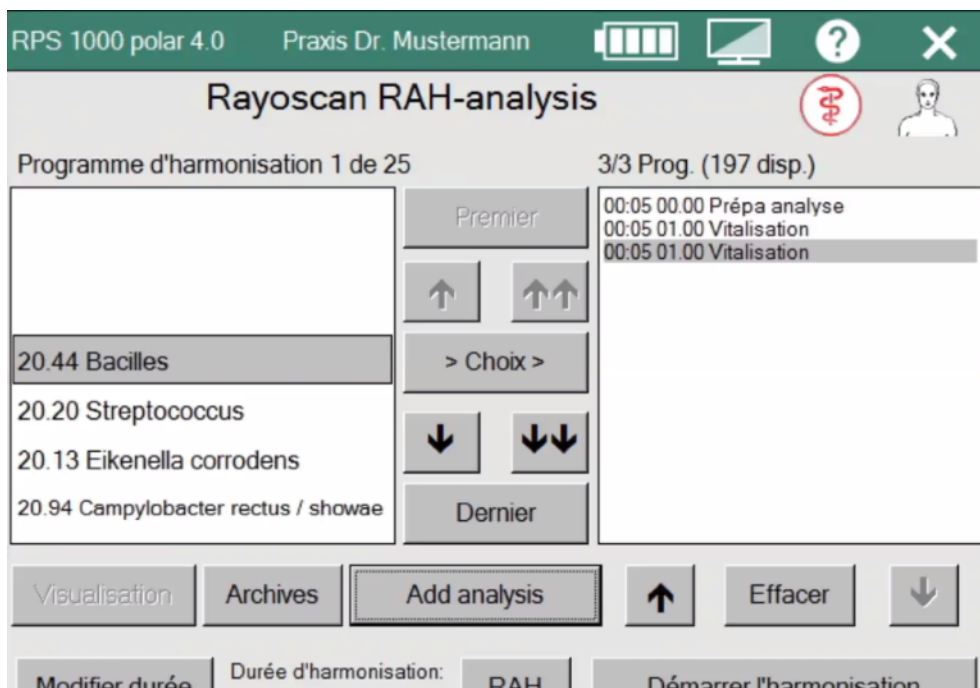 RPS 1000 polar 4.0 Praxis Dr. Mustermann ?
Rayoscan RAH-analysis
Programme d'harmonisation 1 de 25
3/3 Prog. (197 disp.)
20.44 Bacilles
20.20 Streptococcus
20.13 Eikenella corrodens
20.94 Campylobacter rectus / showae
Premier
> Choix >
Dernier
00:05 00.00 Prépa analyse
00:05 01.00 Vitalisation
00:05 01.00 Vitalisation
Visualisation Archives Add analysis Effacer
Modifier durée Durée d'harmonisation: RAH Démarrer l'harmonisation